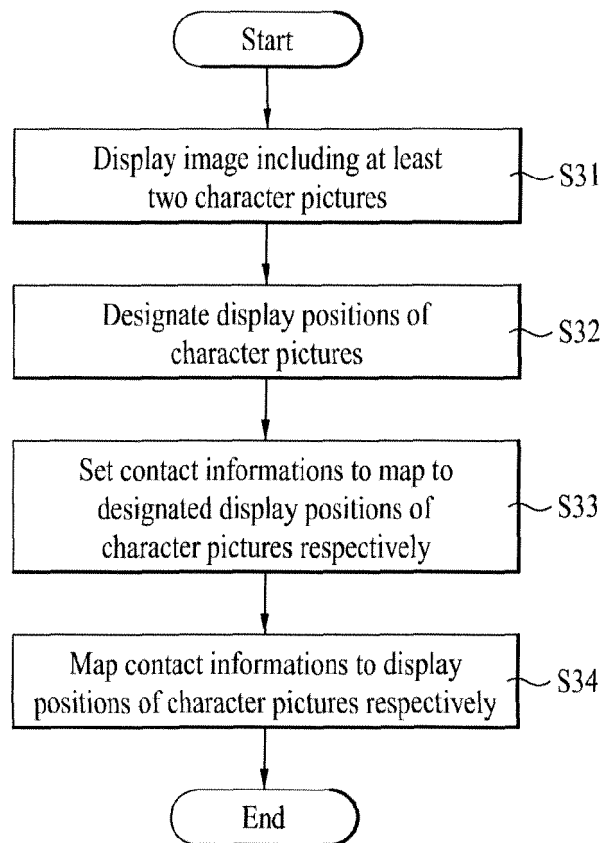 Start
Display image including at least
two character pictures
S31
Designate display positions of
character pictures
S32
Set contact informations to map to
designated display positions of
character pictures respectively
S33
Map contact informations to display
positions of character pictures respectively
S34
End